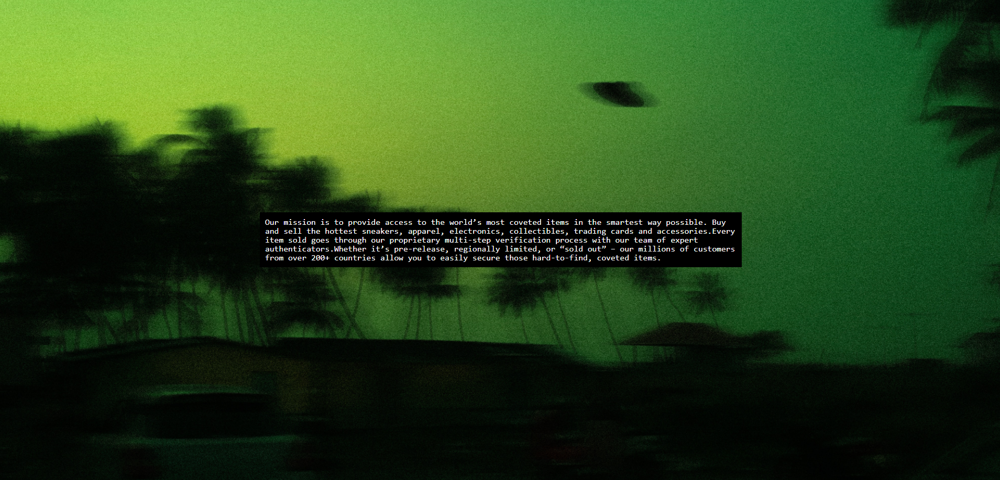 Our mission is to provide access to the world’s most coveted items in the smartest way possible. Buy
and sell the hottest sneakers, apparel, electronics, collectibles, trading cards and accessories.Every
item sold goes through our proprietary multi-step verification process with our team of expert
authenticators.Whether it’s pre-release, regionally limited, or “sold out” – our millions of customers
from over 200+ countries allow you to easily secure those hard-to-find, coveted items.